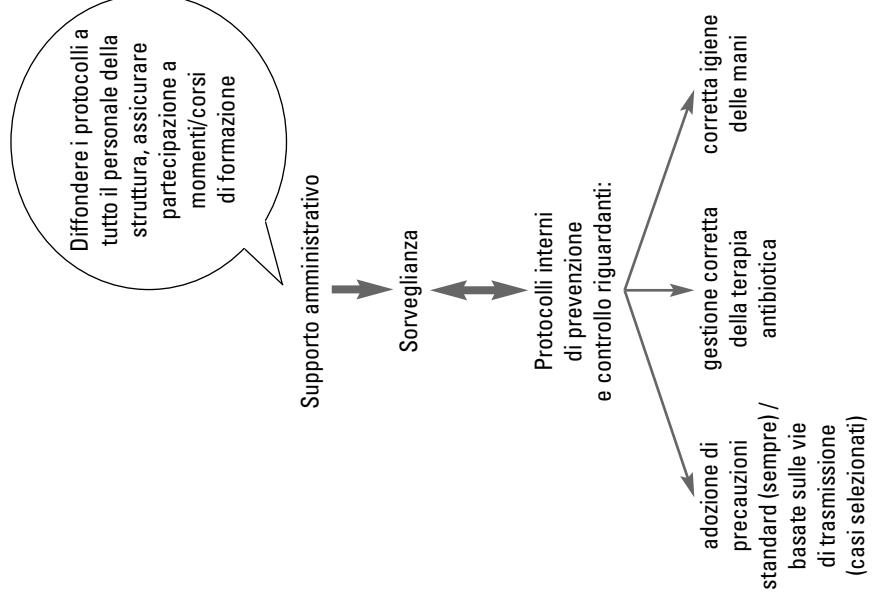 Diffondere i protocolli a
tutto il personale della
struttura, assicurare
partecipazione a
momenti/corsi
di formazione
Supporto amministrativo
Sorveglianza
Protocolli interni
di prevenzione
e controllo riguardanti:
adozione di
precauzioni
standard (sempre) /
basate sulle vie
di trasmissione
(casi selezionati)
gestione corretta
della terapia
antibiotica
corretta igiene
delle mani